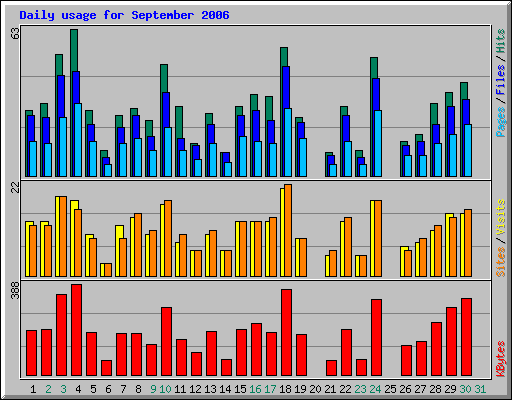 Daily usage for September 2006
63
22
388
Pages / Files / Hits
Sites / Visits
KBytes
1 2 3 4 5 6 7 8 9 10 11 12 13 14 15 16 17 18 19 20 21 22 23 24 25 26 27 28 29 30 31